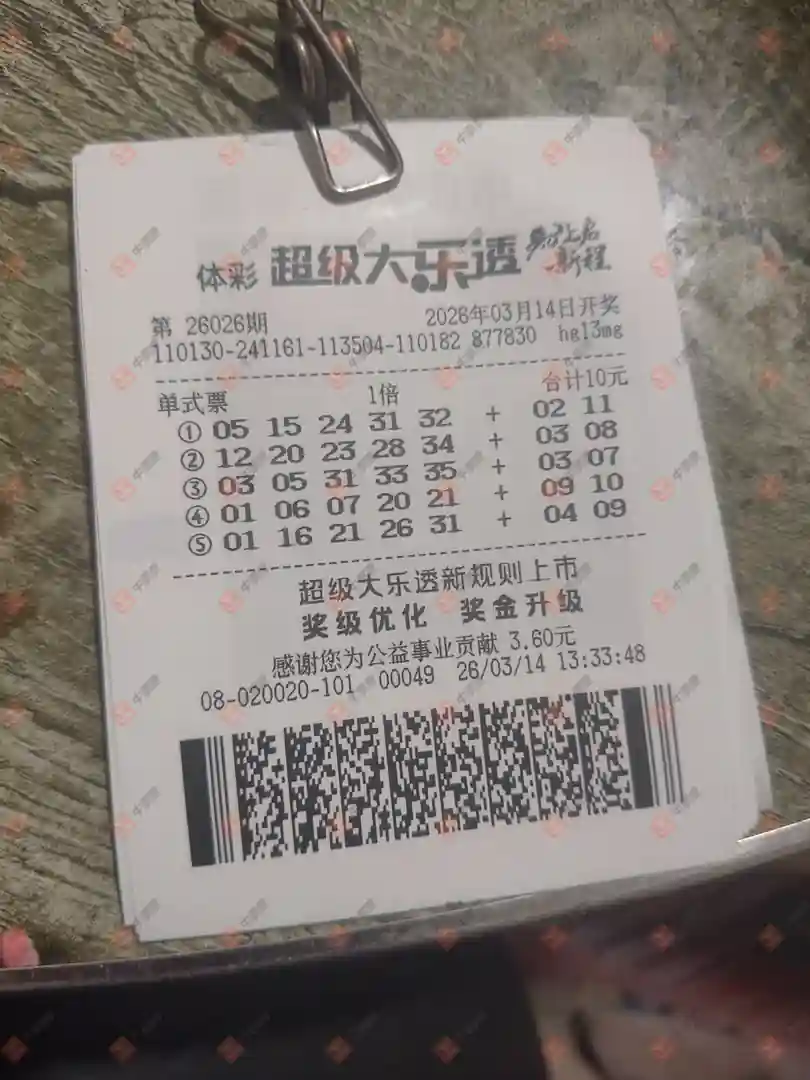 体彩 超级大乐透
第 26026期 2026年03月14日开奖
110130-241161-113504-110182 877830 hgl3mg
单式票 1倍 合计10元
① 05 15 24 31 32 + 02 11
② 12 20 23 28 34 + 03 08
③ 03 05 31 33 35 + 03 07
④ 01 06 07 20 21 + 09 10
⑤ 01 16 21 26 31 + 04 09
超级大乐透新规则上市
奖级优化 奖金升级
感谢您为公益事业贡献 3.60元
08-020020-101 00049 26/03/14 13:33:48